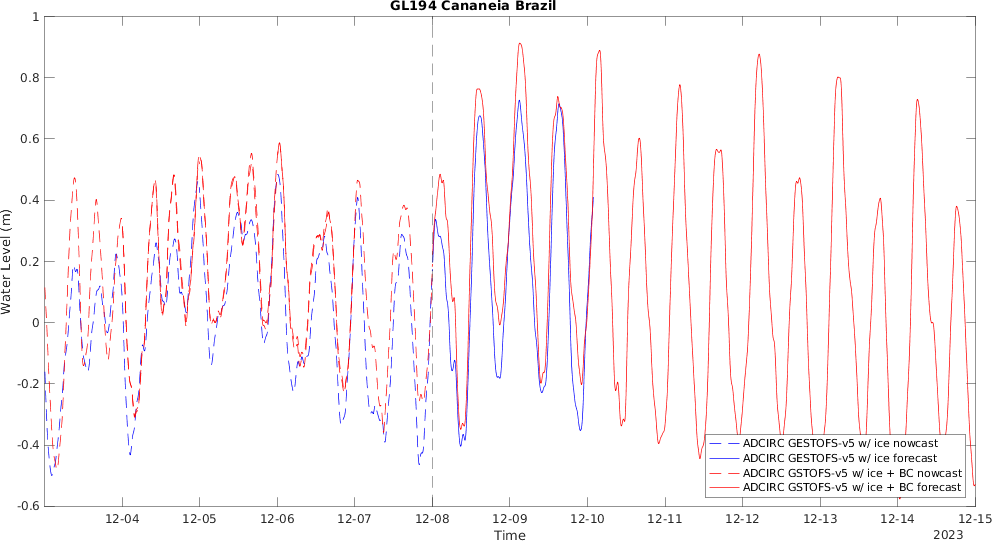 GL194 Cananeia Brazil
1
0.8
0.6
0.4
0.2
0
-0.2
-0.4
-0.6
Water Level (m)
ADCIRC GESTOFS-v5 w/ ice nowcast
ADCIRC GESTOFS-v5 w/ ice forecast
ADCIRC GSTOFS-v5 w/ ice + BC nowcast
ADCIRC GSTOFS-v5 w/ ice + BC forecast
12-04 12-05 12-06 12-07 12-08 12-09 12-10 12-11 12-12 12-13 12-14 12-15
Time
2023